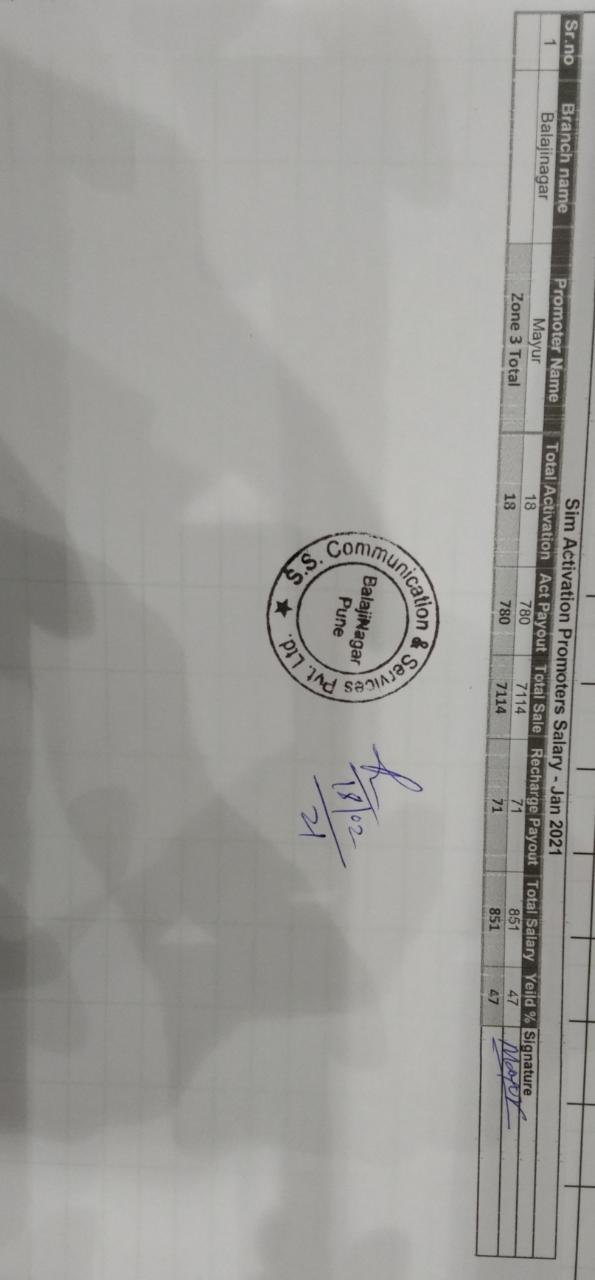 Sim Activation Promoters Salary - Jan 2021
Sr.no Branch name Promoter Name Total Activation Act Payout Total Sale Recharge Payout Total Salary Yeild % Signature
1 Balajinagar Mayur 18 780 7114 71 851 47 Mayur
Zone 3 Total 18 780 7114 71 851 47
S.S. Communication & Services Pvt. Ltd. ★
BalajiNagar
Pune
18/02
21